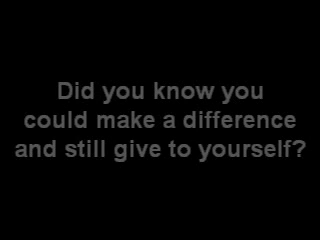 Did you know you
could make a difference
and still give to yourself?